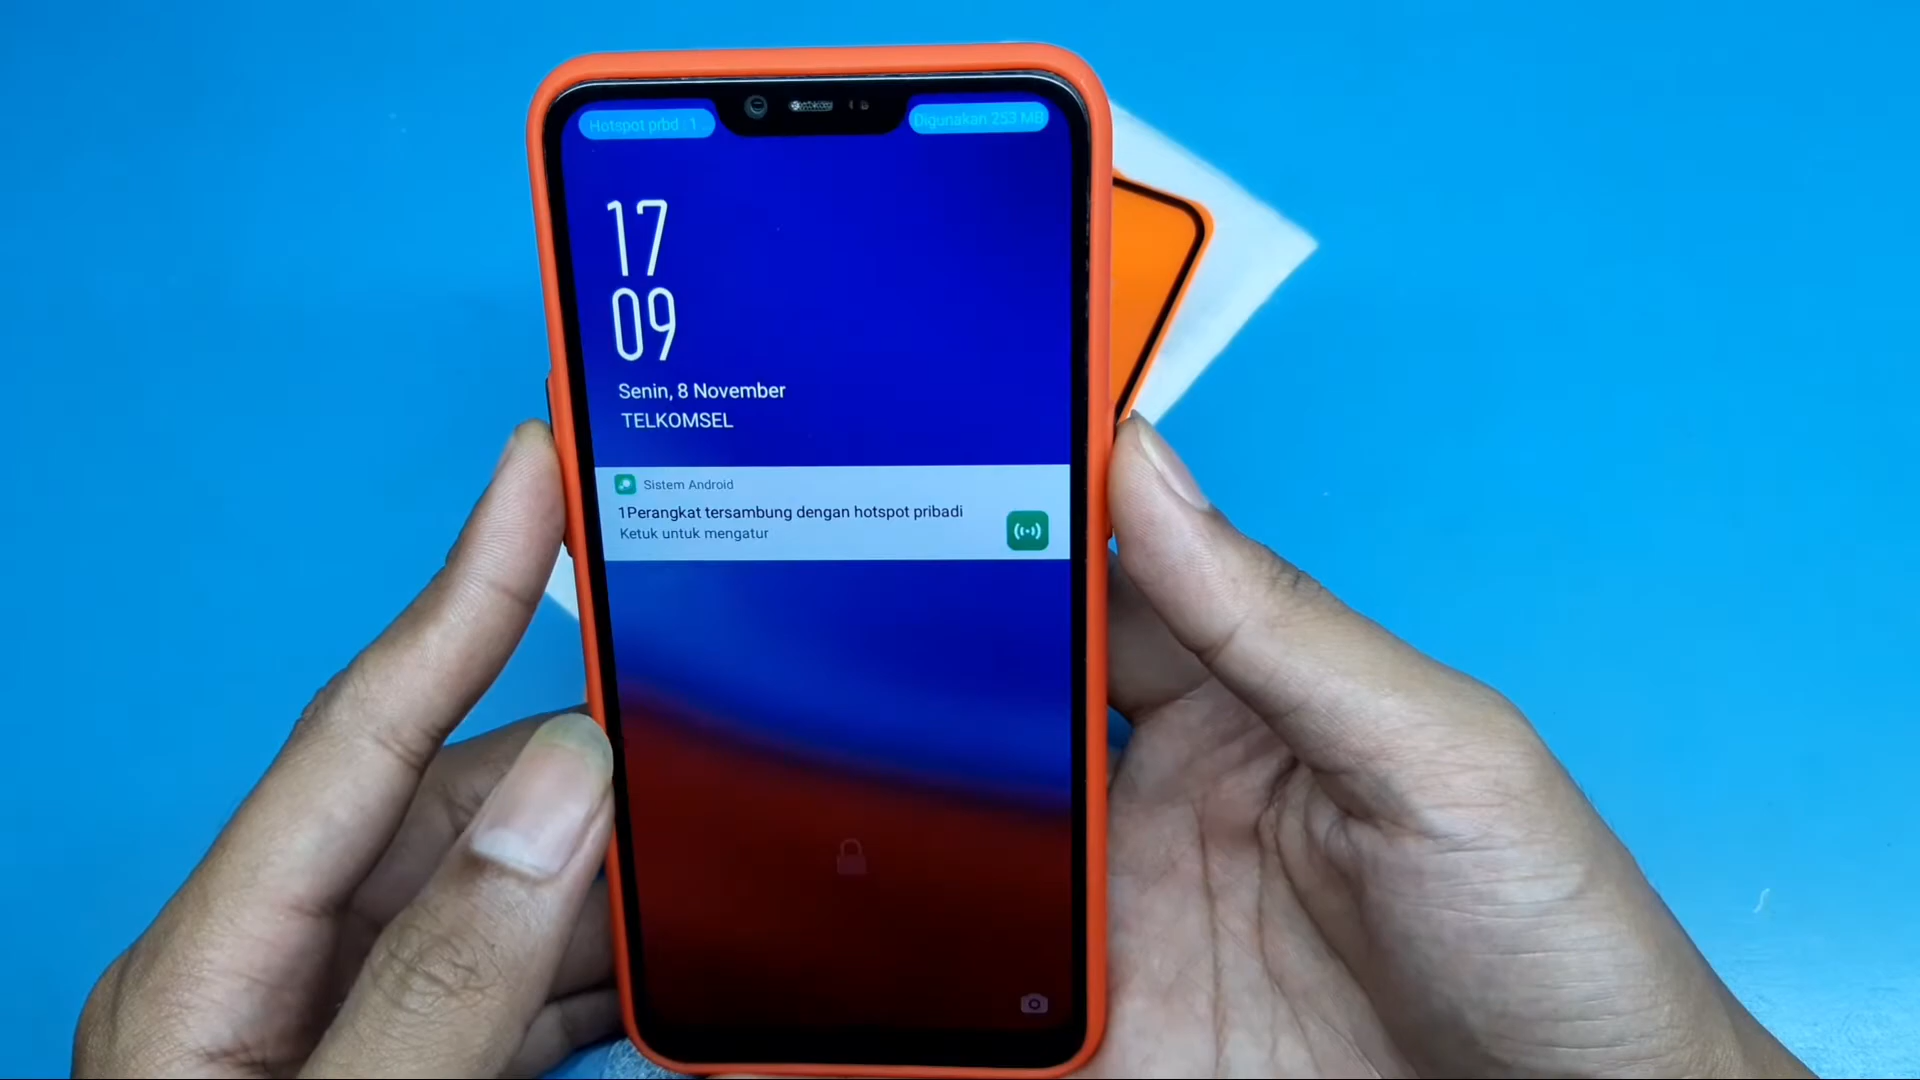 Hotspot prbd : 1...
Digunakan 253 MB
17
09
Senin, 8 November
TELKOMSEL
Sistem Android
1Perangkat tersambung dengan hotspot pribadi
Ketuk untuk mengatur